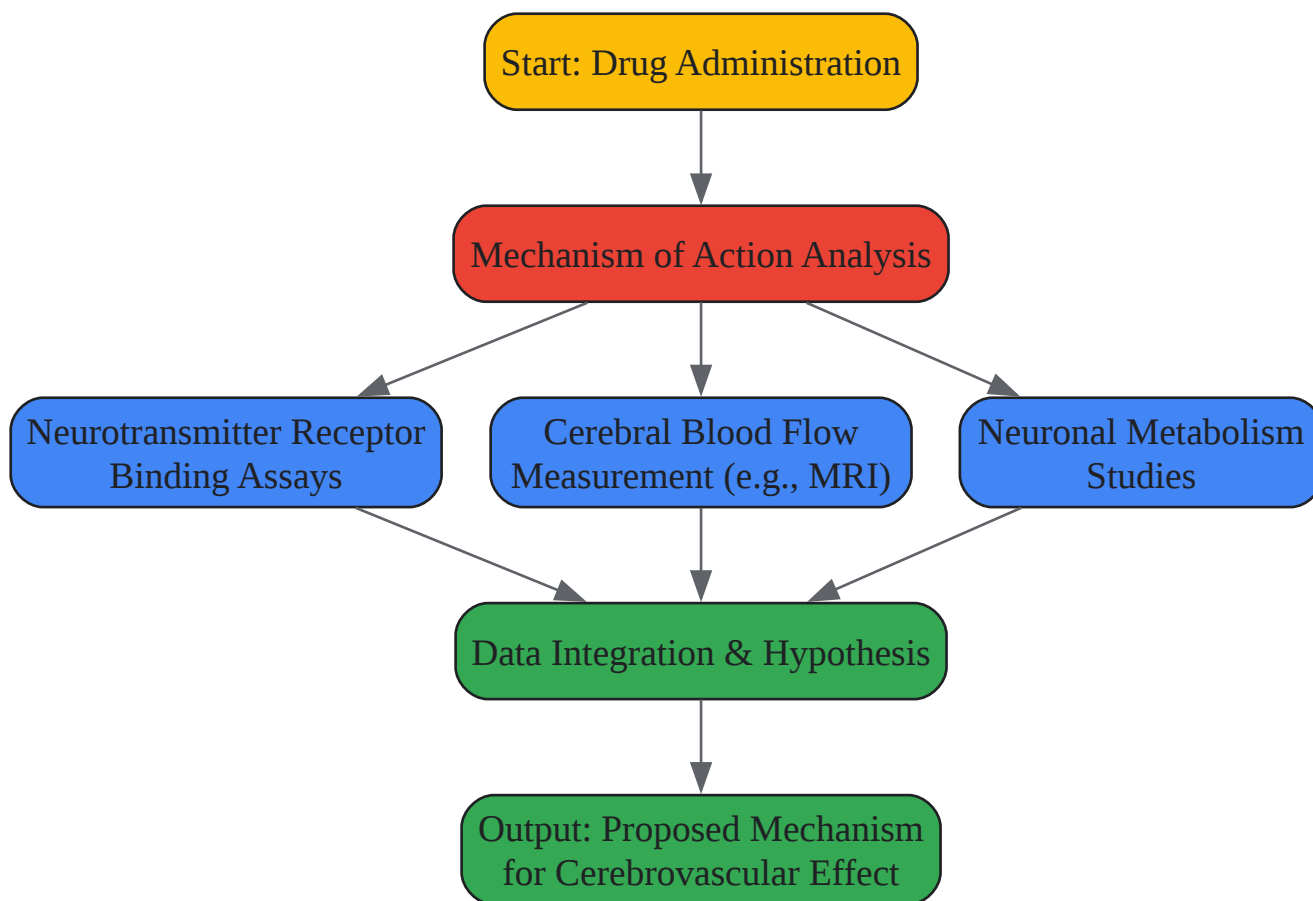 Start: Drug Administration
Mechanism of Action Analysis
Neurotransmitter Receptor
Binding Assays
Cerebral Blood Flow
Measurement (e.g., MRI)
Neuronal Metabolism
Studies
Data Integration & Hypothesis
Output: Proposed Mechanism
for Cerebrovascular Effect